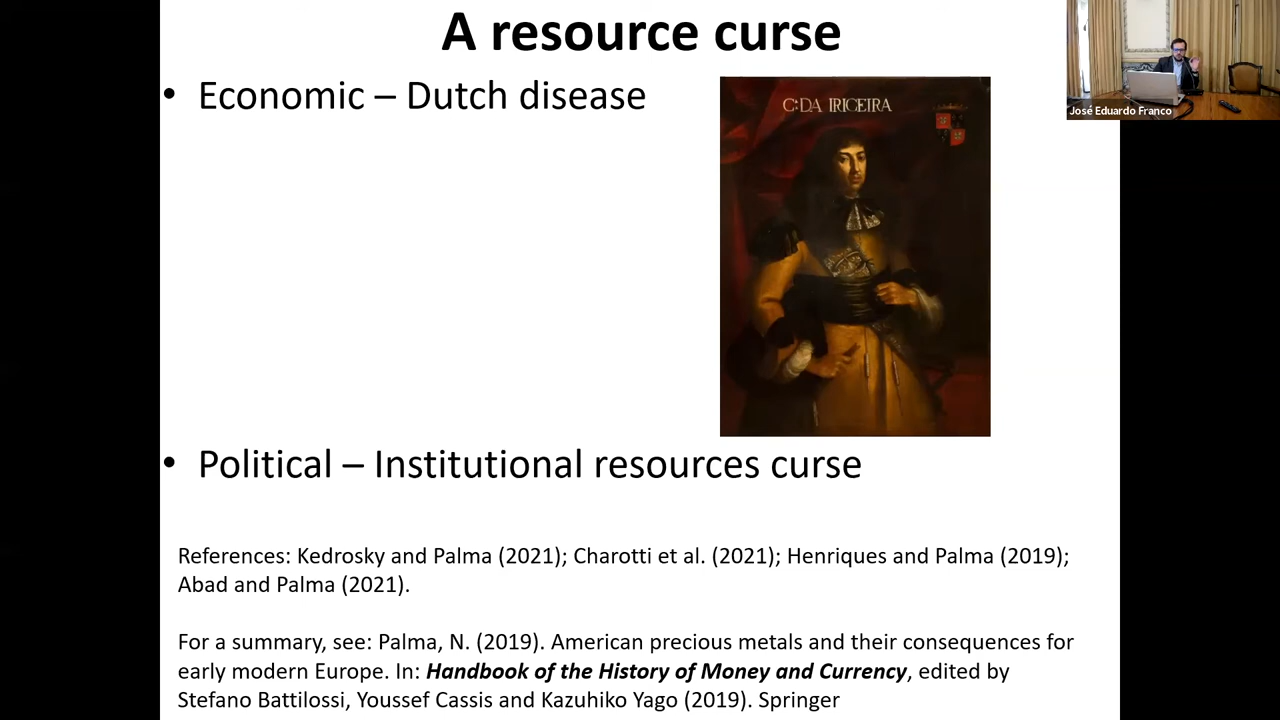 A resource curse
• Economic – Dutch disease
C:DA IRICEIRA
José Eduardo Franco
• Political – Institutional resources curse
References: Kedrosky and Palma (2021); Charotti et al. (2021); Henriques and Palma (2019);
Abad and Palma (2021).
For a summary, see: Palma, N. (2019). American precious metals and their consequences for
early modern Europe. In: Handbook of the History of Money and Currency, edited by
Stefano Battilossi, Youssef Cassis and Kazuhiko Yago (2019). Springer